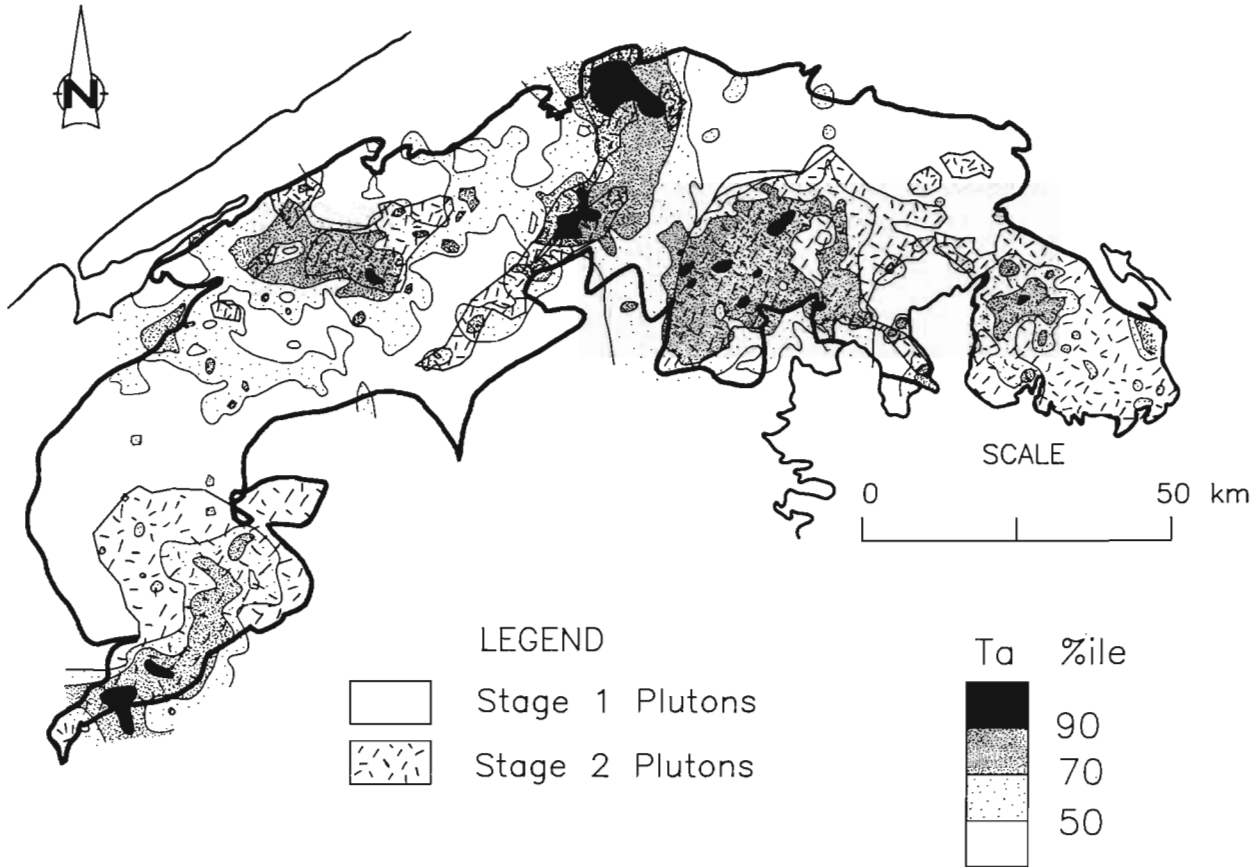 N
SCALE
0 50 km
LEGEND
Stage 1 Plutons
Stage 2 Plutons
Ta %ile
90
70
50